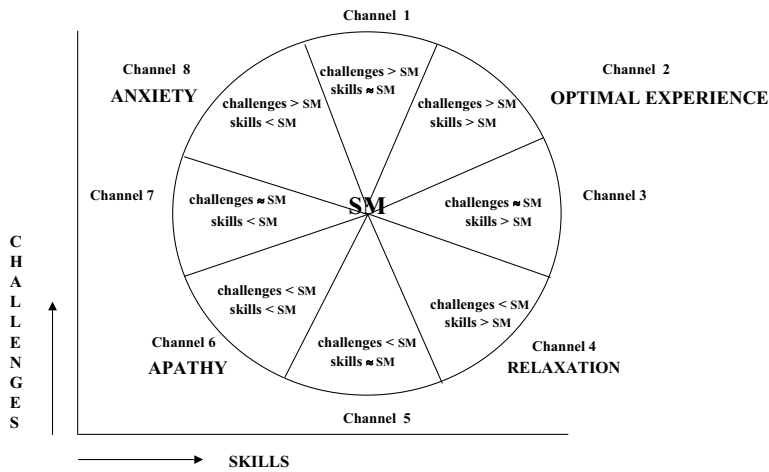 Channel 1
Channel 8
ANXIETY
challenges > SM
skills ≈ SM
Channel 2
OPTIMAL EXPERIENCE
challenges > SM
skills < SM
challenges > SM
skills > SM
Channel 7
challenges ≈ SM
skills < SM
SM
challenges ≈ SM
skills > SM
Channel 3
CHALLENGES
challenges < SM
skills < SM
challenges < SM
skills > SM
Channel 6
APATHY
challenges < SM
skills ≈ SM
Channel 4
RELAXATION
Channel 5
SKILLS